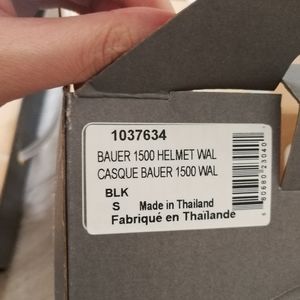 1037634
BAUER 1500 HELMET WAL
CASQUE BAUER 1500 WAL
BLK
S Made in Thailand
Fabriqué en Thaïlande